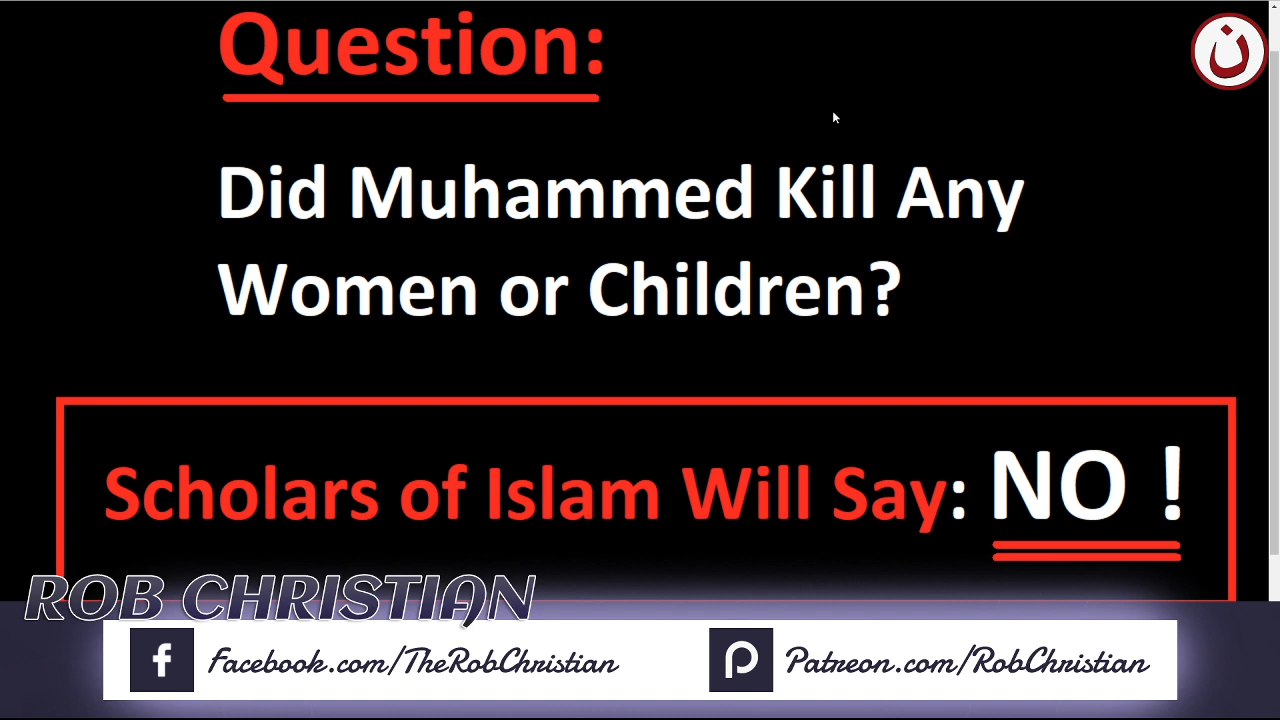 Question:
ن
Did Muhammed Kill Any
Women or Children?
Scholars of Islam Will Say: NO !
ROB CHRISTIAN
Facebook.com/TheRobChristian
Patreon.com/RobChristian